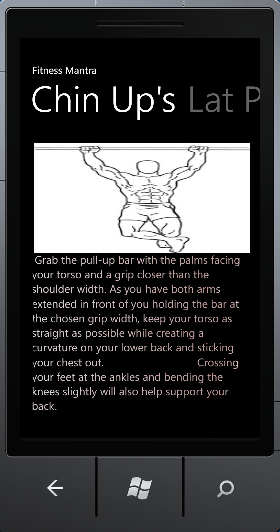 Fitness Mantra
Chin Up's Lat P
Grab the pull-up bar with the palms facing
your torso and a grip closer than the
shoulder width. As you have both arms
extended in front of you holding the bar at
the chosen grip width, keep your torso as
straight as possible while creating a
curvature on your lower back and sticking
your chest out. Crossing
your feet at the ankles and bending the
knees slightly will also help support your
back.